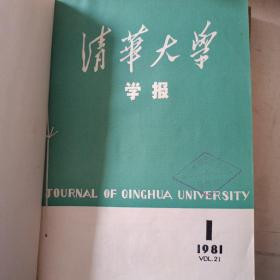 清華大學
学报
JOURNAL OF QINGHUA UNIVERSITY
1
1981
VOL.21